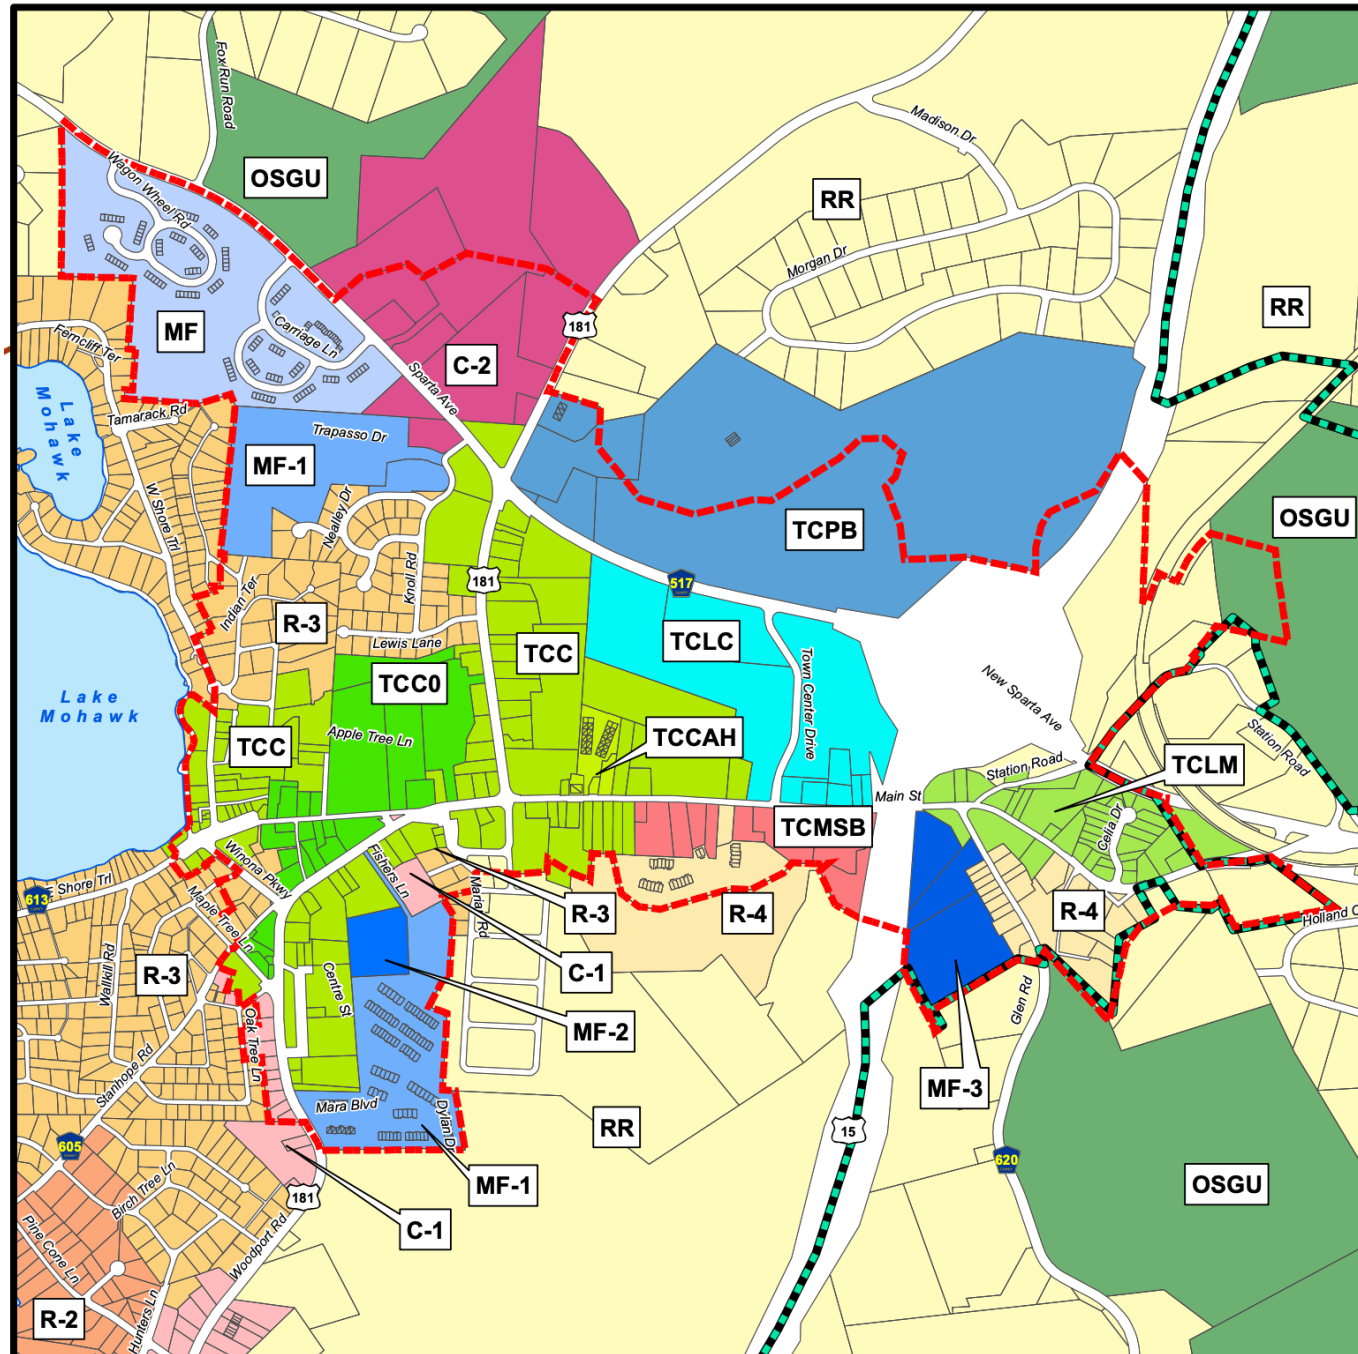 Fox Run Road
Madison Dr
OSGU
RR
Wagon Wheel Rd
Morgan Dr
RR
181
MF
Carriage Ln
Ferncliff Ter
C-2
Sparta Ave
Lake
Mohawk
Tamarack Rd
Trapasso Dr
MF-1
W Shore Trl
Nealley Dr
TCPB
OSGU
Knoll Rd
181
517
Indian Ter
R-3
Lewis Lane
TCC
TCLC
Town Center Drive
TCC0
New Sparta Ave
Lake
Mohawk
Apple Tree Ln
TCC
TCCAH
Station Road
Station Road
TCLM
Main St
TCMSB
Celia Dr
Winona Pkwy
Fishers Ln
E Shore Trl
613
Maple Tree Ln
Maria Rd
R-3
R-4
R-4
Holland C
Wallkill Rd
R-3
C-1
Centre St
MF-2
Glen Rd
Oak Tree Ln
Stanhope Rd
MF-3
Mara Blvd
Dylan Dr
RR
15
605
620
Birch Tree Ln
MF-1
OSGU
181
C-1
Pine Cone Ln
Woodport Rd
R-2
Hunters Ln